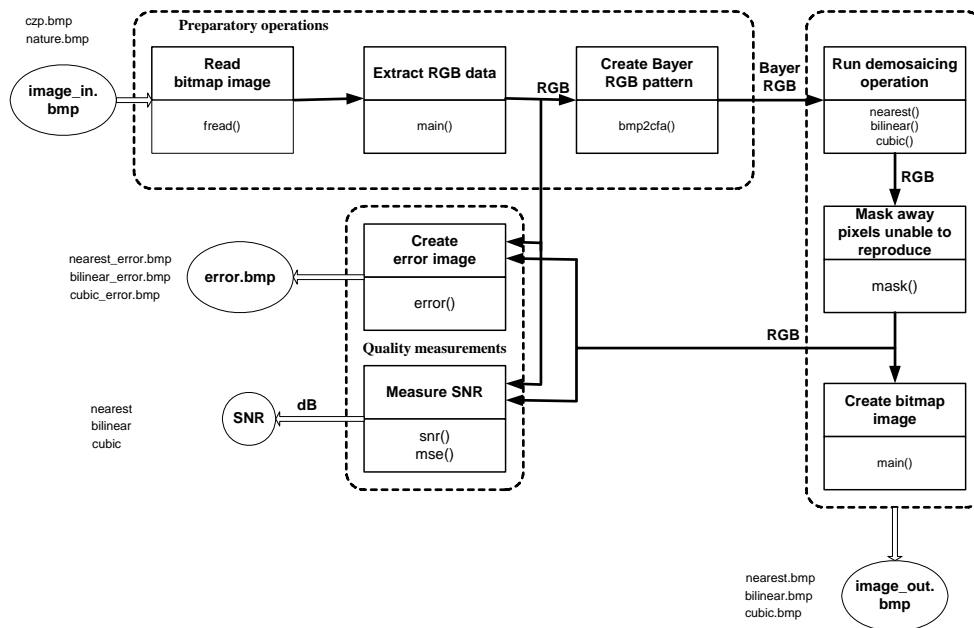 czp.bmp
nature.bmp
image_in.
bmp
Preparatory operations
Read
bitmap image
fread()
Extract RGB data
main()
RGB
Create Bayer
RGB pattern
bmp2cfa()
Bayer
RGB
Run demosaicing
operation
nearest()
bilinear()
cubic()
RGB
Mask away
pixels unable to
reproduce
mask()
RGB
Create
error image
error()
nearest_error.bmp
bilinear_error.bmp
cubic_error.bmp
error.bmp
Quality measurements
Measure SNR
snr()
mse()
dB
SNR
nearest
bilinear
cubic
Create bitmap
image
main()
nearest.bmp
bilinear.bmp
cubic.bmp
image_out.
bmp